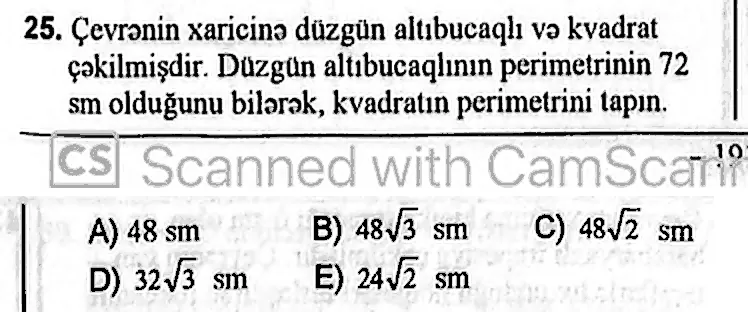 25. Çevrənin xaricinə düzgün altıbucaqlı və kvadrat
çəkilmişdir. Düzgün altıbucaqlının perimetrinin 72
sm olduğunu bilərək, kvadratın perimetrini tapın.
CS Scanned with CamScan
A) 48 sm B) 48√3 sm C) 48√2 sm
D) 32√3 sm E) 24√2 sm